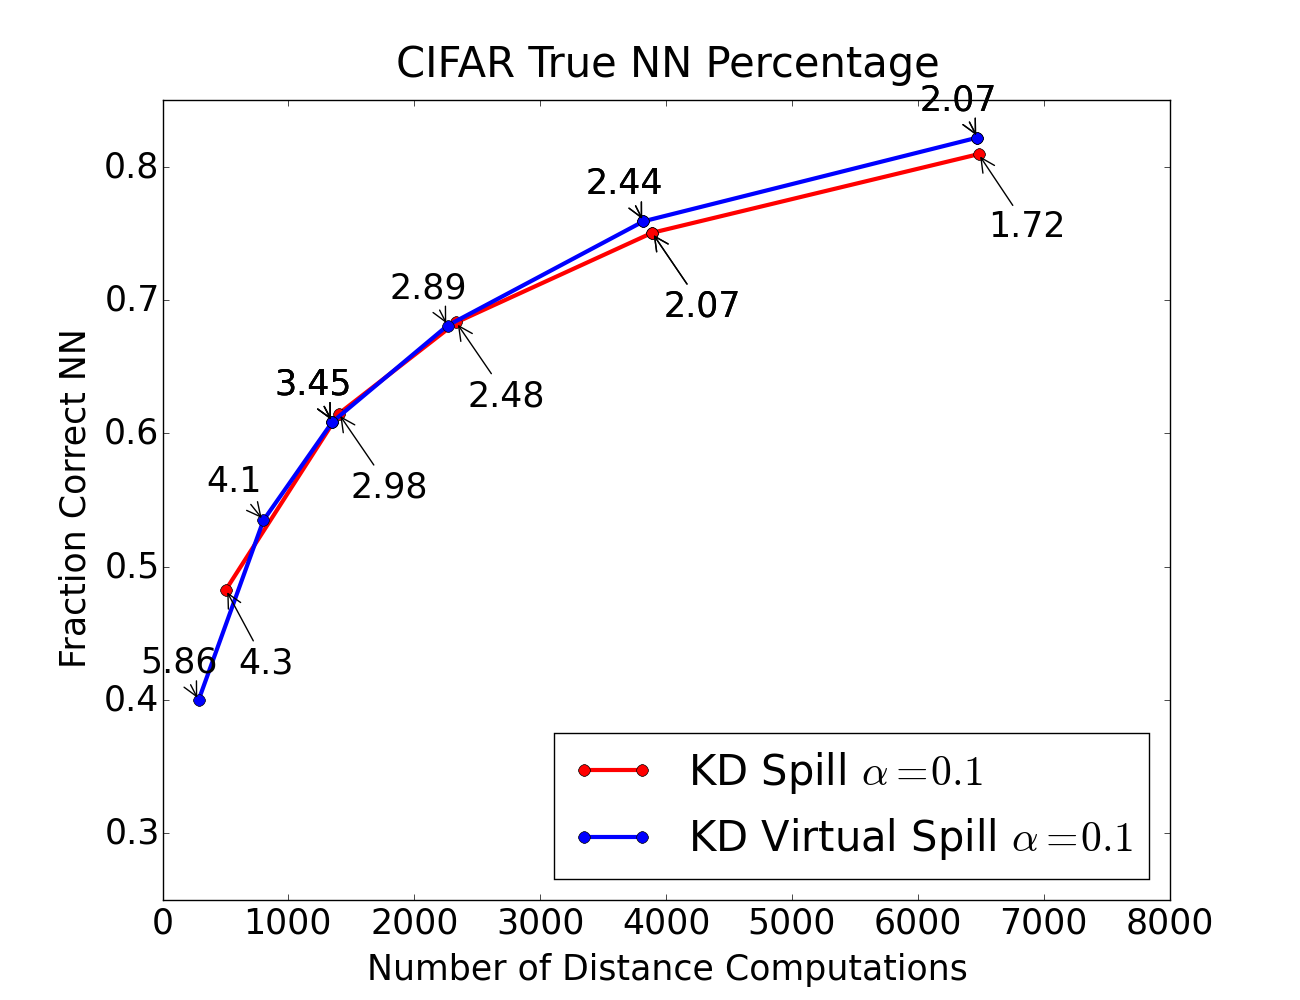 CIFAR True NN Percentage
2.07
0.8
2.44
1.72
0.7
2.89
2.07
3.45
2.48
0.6
4.1
2.98
0.5
5.86
4.3
0.4
0.3
Fraction Correct NN
KD Spill α=0.1
KD Virtual Spill α=0.1
0 1000 2000 3000 4000 5000 6000 7000 8000
Number of Distance Computations